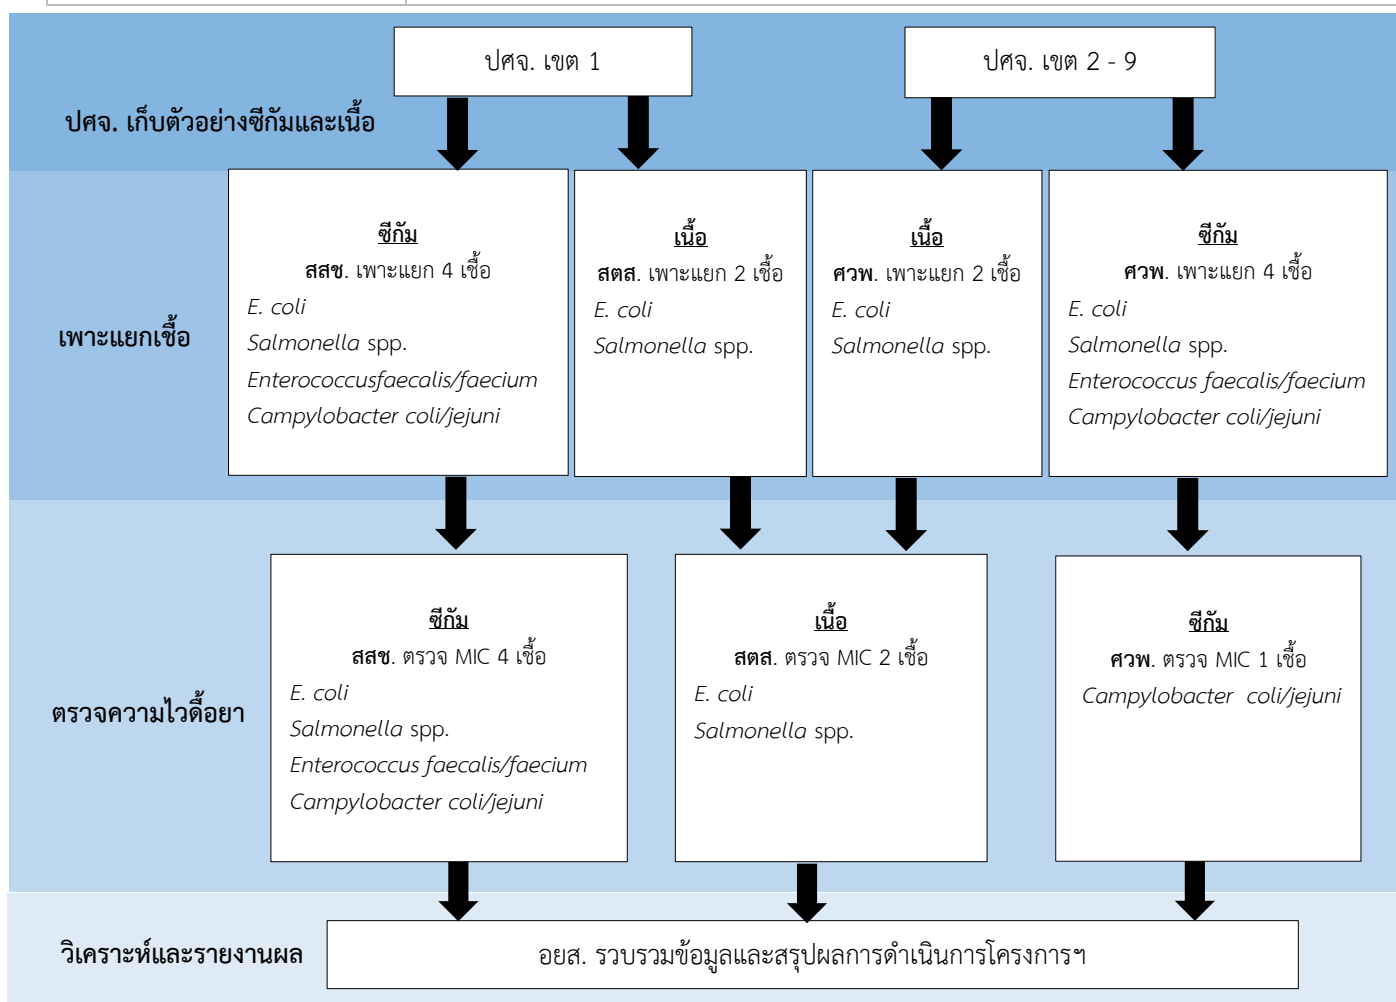 ปศจ. เขต 1
ปศจ. เขต 2 - 9
ปศจ. เก็บตัวอย่างซีกัมและเนื้อ
เพาะแยกเชื้อ
ซีกัม
สสช. เพาะแยก 4 เชื้อ
E. coli
Salmonella spp.
Enterococcusfaecalis/faecium
Campylobacter coli/jejuni
เนื้อ
สตส. เพาะแยก 2 เชื้อ
E. coli
Salmonella spp.
เนื้อ
ศวพ. เพาะแยก 2 เชื้อ
E. coli
Salmonella spp.
ซีกัม
ศวพ. เพาะแยก 4 เชื้อ
E. coli
Salmonella spp.
Enterococcus faecalis/faecium
Campylobacter coli/jejuni
ตรวจความไวดื้อยา
ซีกัม
สสช. ตรวจ MIC 4 เชื้อ
E. coli
Salmonella spp.
Enterococcus faecalis/faecium
Campylobacter coli/jejuni
เนื้อ
สตส. ตรวจ MIC 2 เชื้อ
E. coli
Salmonella spp.
ซีกัม
ศวพ. ตรวจ MIC 1 เชื้อ
Campylobacter coli/jejuni
วิเคราะห์และรายงานผล
อยส. รวบรวมข้อมูลและสรุปผลการดำเนินการโครงการฯ